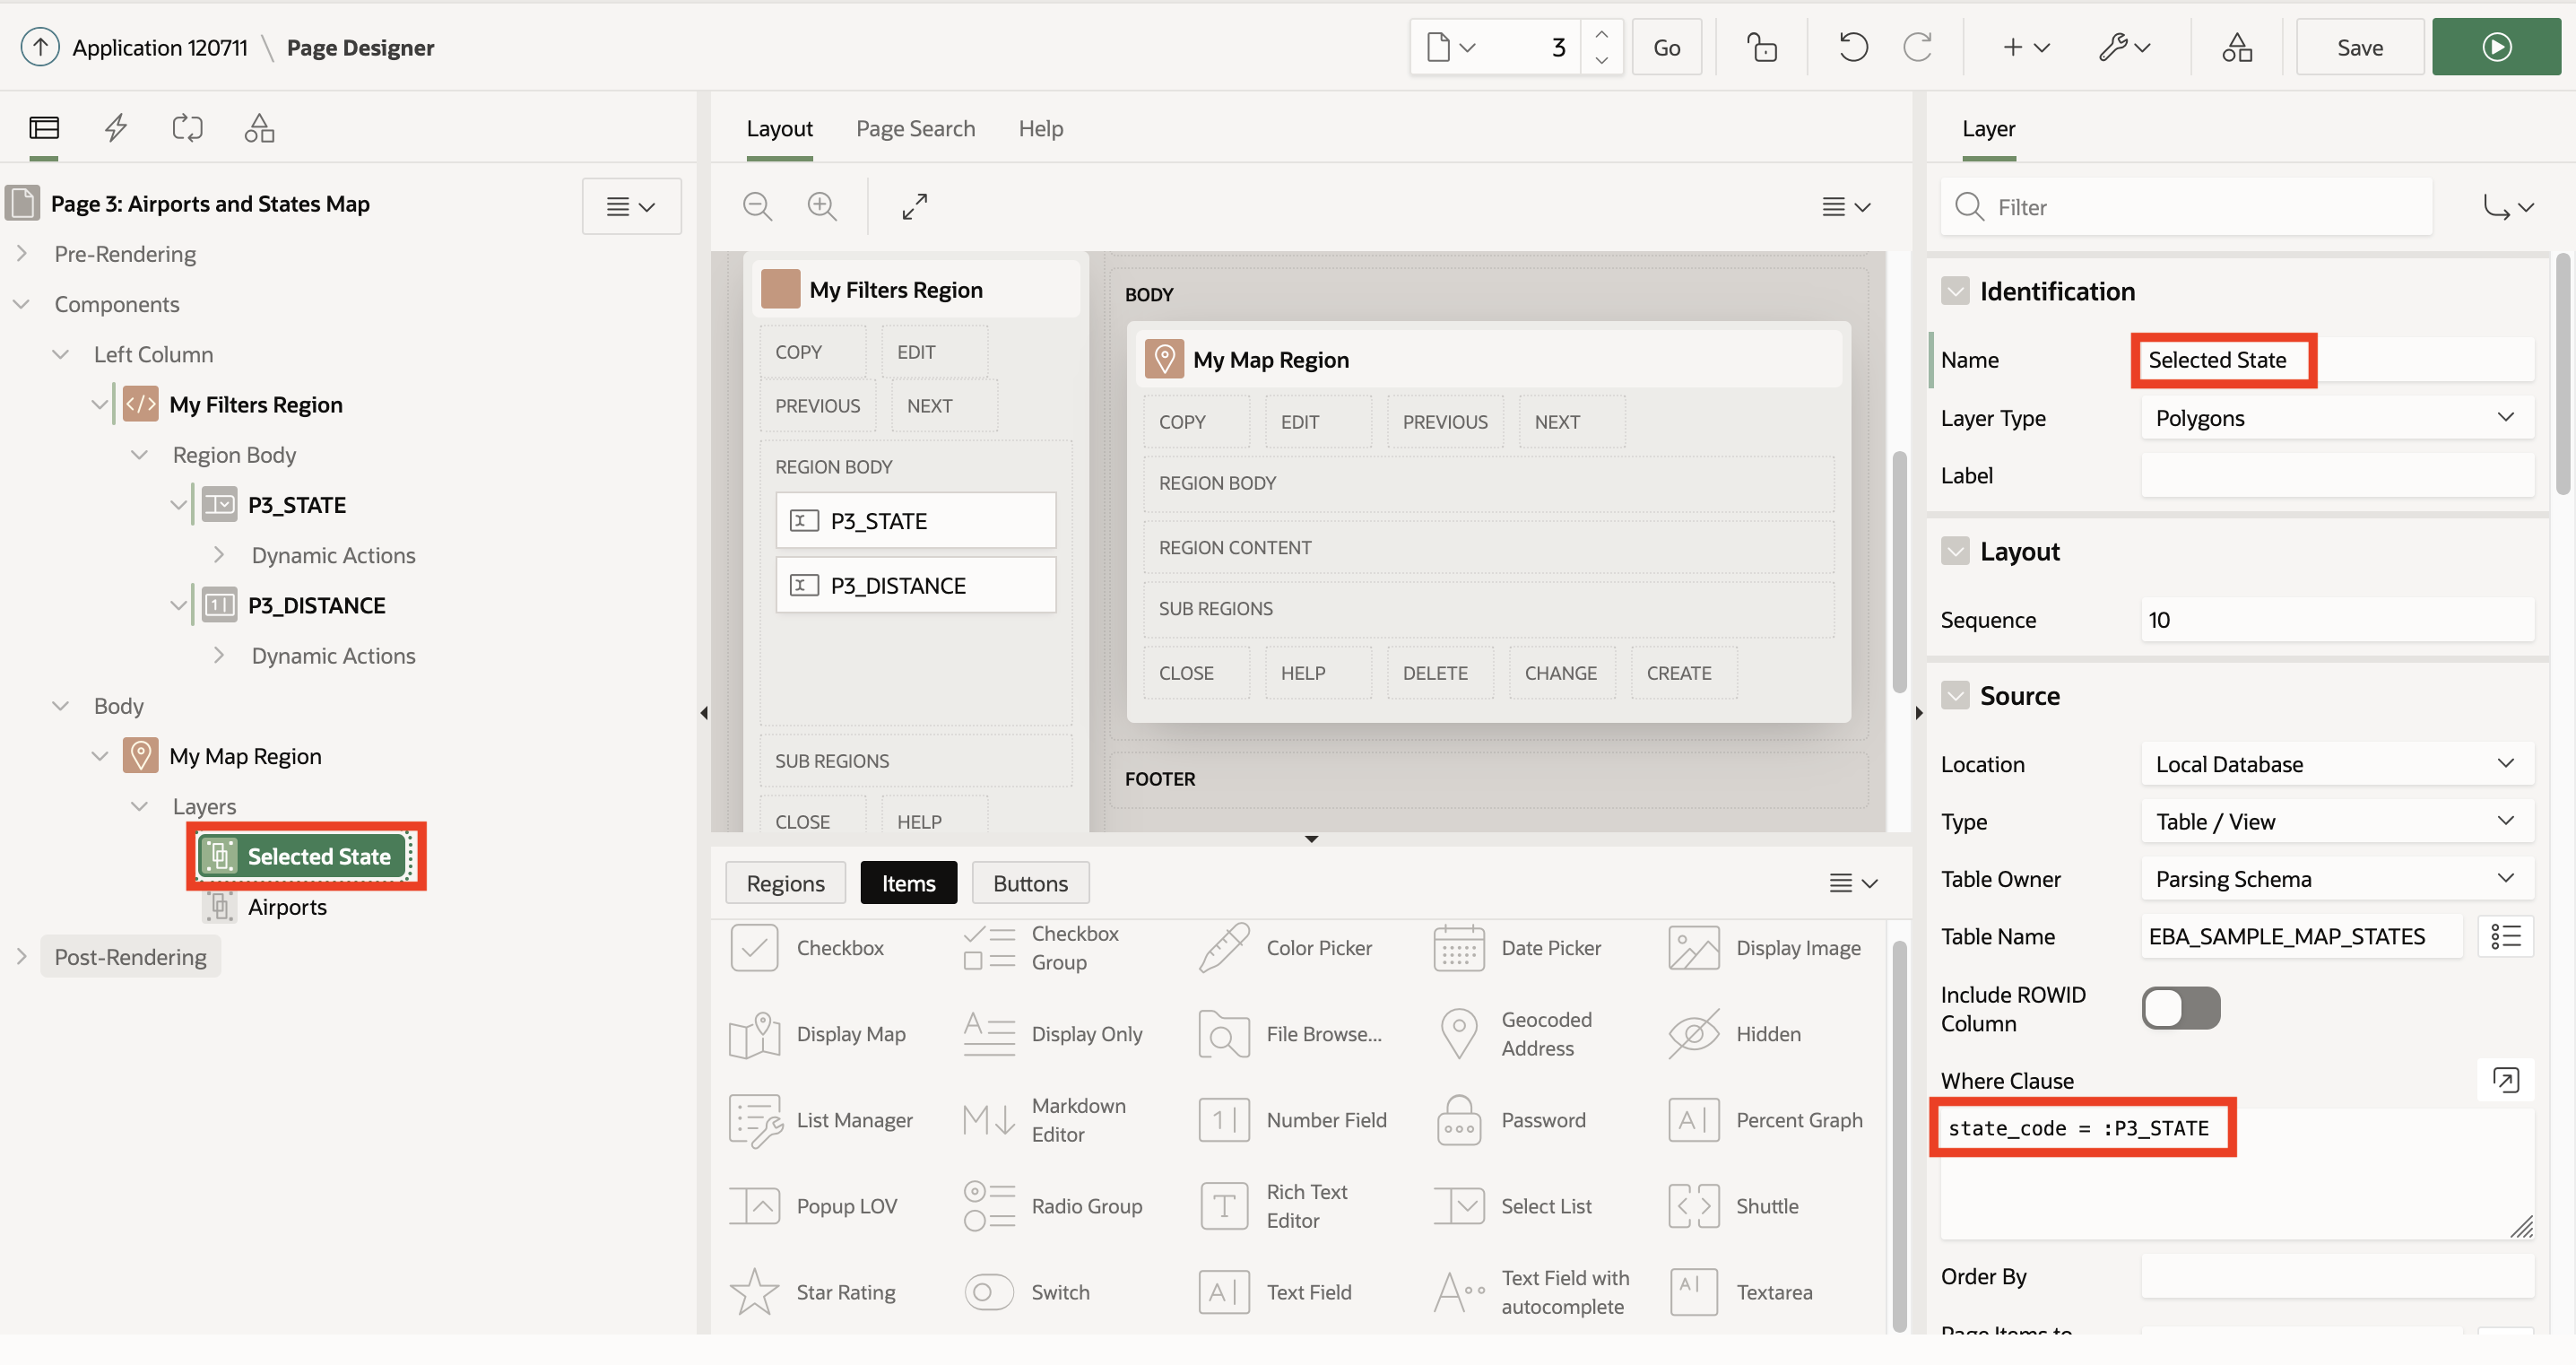 Application 120711 \ Page Designer
3
Go
Save
Page 3: Airports and States Map
Pre-Rendering
Components
Left Column
My Filters Region
Region Body
P3_STATE
Dynamic Actions
P3_DISTANCE
Dynamic Actions
Body
My Map Region
Layers
Selected State
Airports
Post-Rendering
Layout Page Search Help
My Filters Region
COPY EDIT
PREVIOUS NEXT
REGION BODY
P3_STATE
P3_DISTANCE
SUB REGIONS
CLOSE HELP
BODY
My Map Region
COPY EDIT PREVIOUS NEXT
REGION BODY
REGION CONTENT
SUB REGIONS
CLOSE HELP DELETE CHANGE CREATE
FOOTER
Regions Items Buttons
Checkbox
Checkbox
Group
Color Picker
Date Picker
Display Image
Display Map
Display Only
File Browse...
Geocoded
Address
Hidden
List Manager
Markdown
Editor
Number Field
Password
Percent Graph
Popup LOV
Radio Group
Rich Text
Editor
Select List
Shuttle
Star Rating
Switch
Text Field
Text Field with
autocomplete
Textarea
Layer
Filter
Identification
Name Selected State
Layer Type Polygons
Label
Layout
Sequence 10
Source
Location Local Database
Type Table / View
Table Owner Parsing Schema
Table Name EBA_SAMPLE_MAP_STATES
Include ROWID
Column
Where Clause
state_code = :P3_STATE
Order By
Page Items to